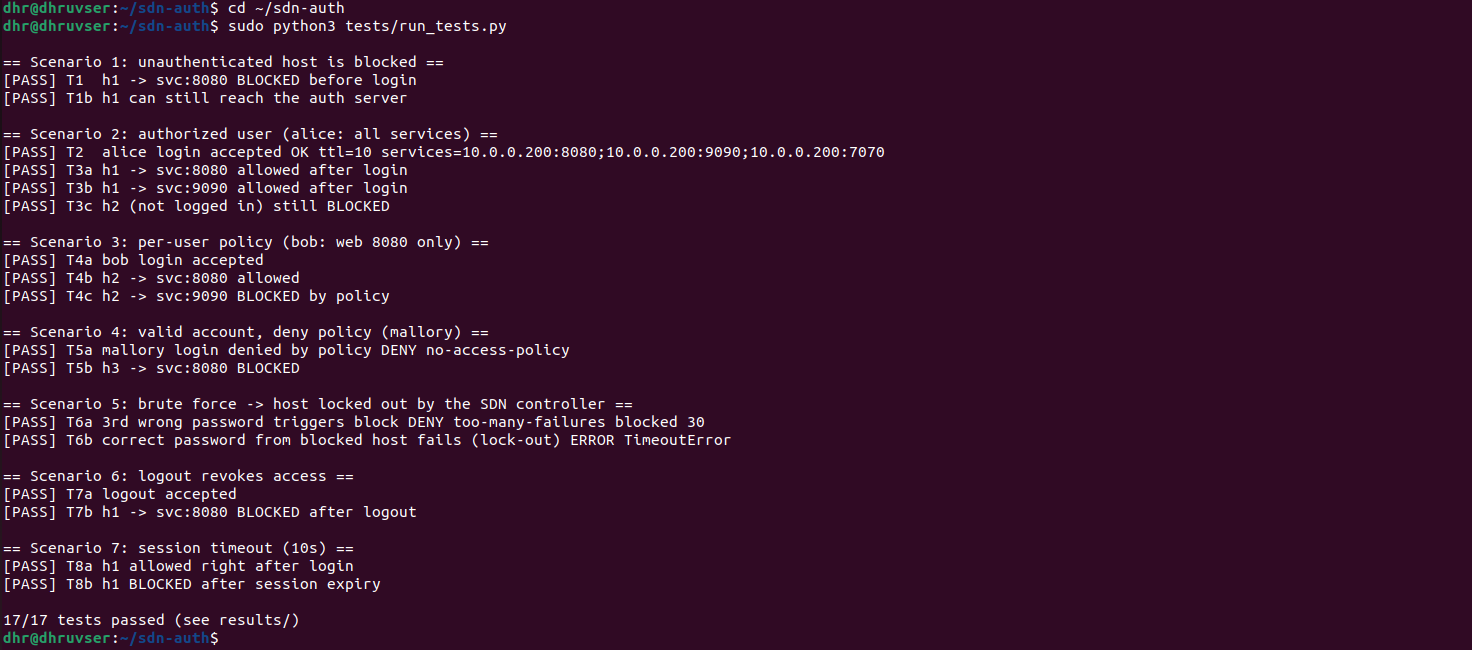 dhr@dhruvser:~/sdn-auth$ cd ~/sdn-auth
dhr@dhruvser:~/sdn-auth$ sudo python3 tests/run_tests.py

== Scenario 1: unauthenticated host is blocked ==
[PASS] T1  h1 -> svc:8080 BLOCKED before login
[PASS] T1b h1 can still reach the auth server

== Scenario 2: authorized user (alice: all services) ==
[PASS] T2  alice login accepted OK ttl=10 services=10.0.0.200:8080;10.0.0.200:9090;10.0.0.200:7070
[PASS] T3a h1 -> svc:8080 allowed after login
[PASS] T3b h1 -> svc:9090 allowed after login
[PASS] T3c h2 (not logged in) still BLOCKED

== Scenario 3: per-user policy (bob: web 8080 only) ==
[PASS] T4a bob login accepted
[PASS] T4b h2 -> svc:8080 allowed
[PASS] T4c h2 -> svc:9090 BLOCKED by policy

== Scenario 4: valid account, deny policy (mallory) ==
[PASS] T5a mallory login denied by policy DENY no-access-policy
[PASS] T5b h3 -> svc:8080 BLOCKED

== Scenario 5: brute force -> host locked out by the SDN controller ==
[PASS] T6a 3rd wrong password triggers block DENY too-many-failures blocked 30
[PASS] T6b correct password from blocked host fails (lock-out) ERROR TimeoutError

== Scenario 6: logout revokes access ==
[PASS] T7a logout accepted
[PASS] T7b h1 -> svc:8080 BLOCKED after logout

== Scenario 7: session timeout (10s) ==
[PASS] T8a h1 allowed right after login
[PASS] T8b h1 BLOCKED after session expiry

17/17 tests passed (see results/)
dhr@dhruvser:~/sdn-auth$